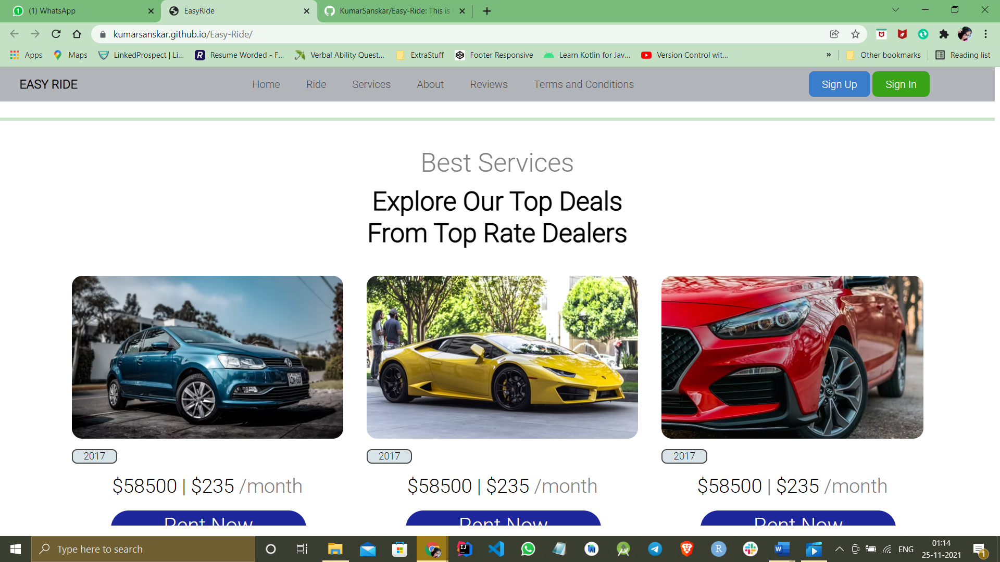 (1) WhatsApp
EasyRide
KumarSanskar/Easy-Ride: This is
kumarsanskar.github.io/Easy-Ride/
Apps
Maps
LinkedProspect | Li...
Resume Worded - F...
Verbal Ability Quest...
ExtraStuff
Footer Responsive
Learn Kotlin for Jav...
Version Control wit...
»
Other bookmarks
Reading list
EASY RIDE
Home
Ride
Services
About
Reviews
Terms and Conditions
Sign Up
Sign In
Best Services
Explore Our Top Deals
From Top Rate Dealers
2017
2017
2017
$58500 | $235 /month
$58500 | $235 /month
$58500 | $235 /month
Rent Now
Rent Now
Rent Now
Type here to search
ENG
01:14
25-11-2021
1